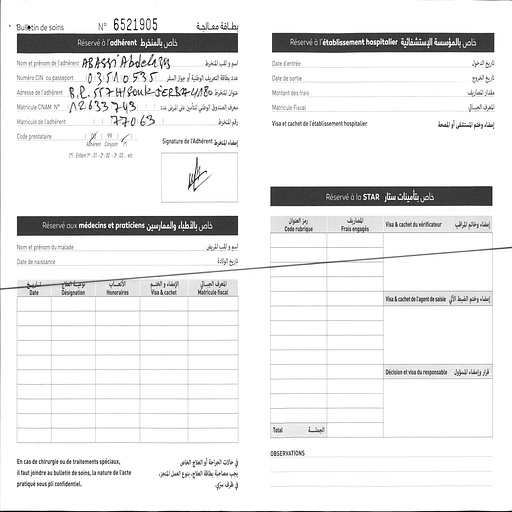 Bulletin de soins N° 6521905 بطاقة معالجة
Réservé à l'adhérent خاص بالمنخرط
Nom et prénom de l'adhérent ABASSI اسم و لقب المنخرط
Numéro CIN ou passeport 03510535 عدد بطاقة التعريف الوطنية أو جواز السفر
Adresse de l'adhérent عنوان المنخرط
Matricule CNAM N° 12633743 معرف الصندوق الوطني للتأمين على المرض عدد
Matricule de l'adhérent 77063 رقم المنخرط
Code prestataire 00 99 (*)
Adhérent Conjoint (*)
(*) : Enfant 1er : 01 - 2e : 02 - 3e : 03 ... etc
Signature de l'Adhérent إمضاء المنخرط
Réservé aux médecins et praticiens خاص بالأطباء والممارسين
Nom et prénom du malade اسم و لقب المريض
Date de naissance تاريخ الولادة
التاريخ نوعية العلاج الأتعاب الإمضاء و الختم المعرف الجبائي
Date Désignation Honoraires Visa & cachet Matricule fiscal
En cas de chirurgie ou de traitements spéciaux,
il faut joindre au bulletin de soins, la nature de l'acte
pratiqué sous pli confidentiel.
في حالات الجراحة أو العلاج الخاص
يجب مصاحبة بطاقة العلاج، بنوع العمل المنجز،
في ظرف سري.
Réservé à l'établissement hospitalier خاص بالمؤسسة الإستشفائية
Date d'entrée تاريخ الدخول
Date de sortie تاريخ الخروج
Montant des frais مقدار المصاريف
Matricule Fiscal المعرف الجبائي
Visa et cachet de l'établissement hospitalier إمضاء وختم المستشفى أو المصحة
Réservé à la STAR خاص بتأمينات ستار
رمز العنوان المصاريف
Code rubrique Frais engagés
Visa & cachet du vérificateur إمضاء وخاتم المراقب
Visa & cachet de l'agent de saisie إمضاء وختم الضبط الآلي
Décision et visa du responsable قرار وإمضاء المسؤول
Total الجملة
OBSERVATIONS